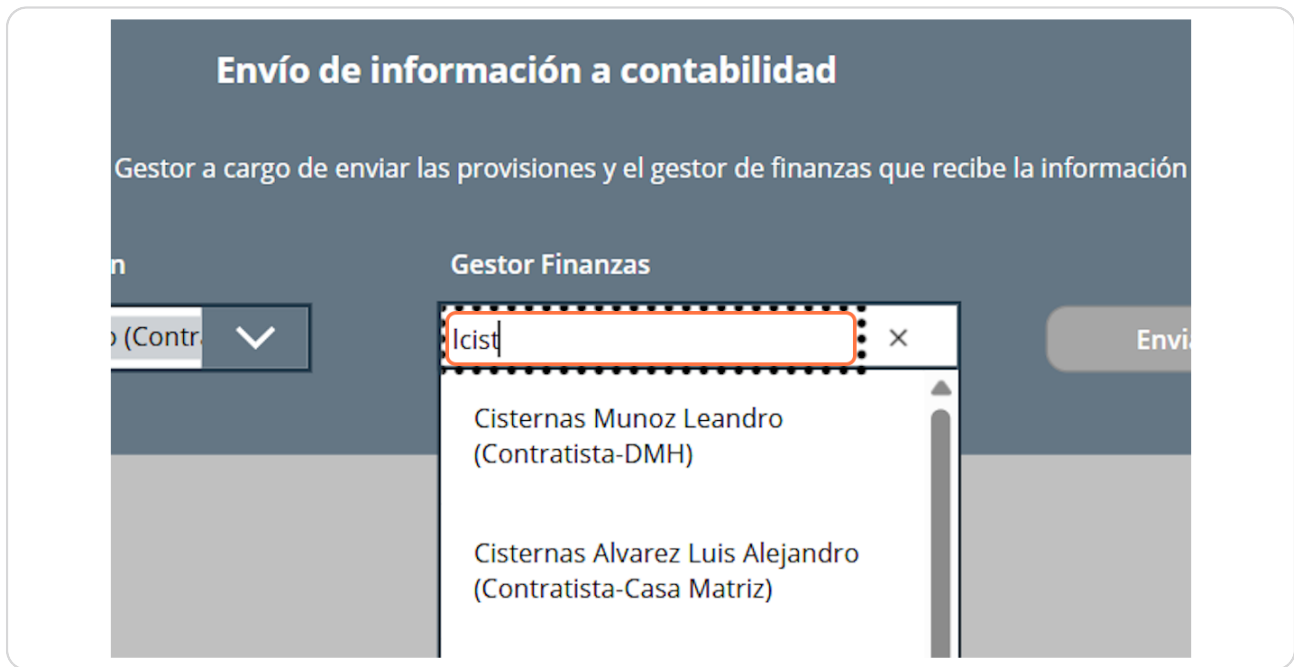 Envío de información a contabilidad
Gestor a cargo de enviar las provisiones y el gestor de finanzas que recibe la información
n
Gestor Finanzas
(Contr
lcist
Envi
Cisternas Munoz Leandro
(Contratista-DMH)
Cisternas Alvarez Luis Alejandro
(Contratista-Casa Matriz)